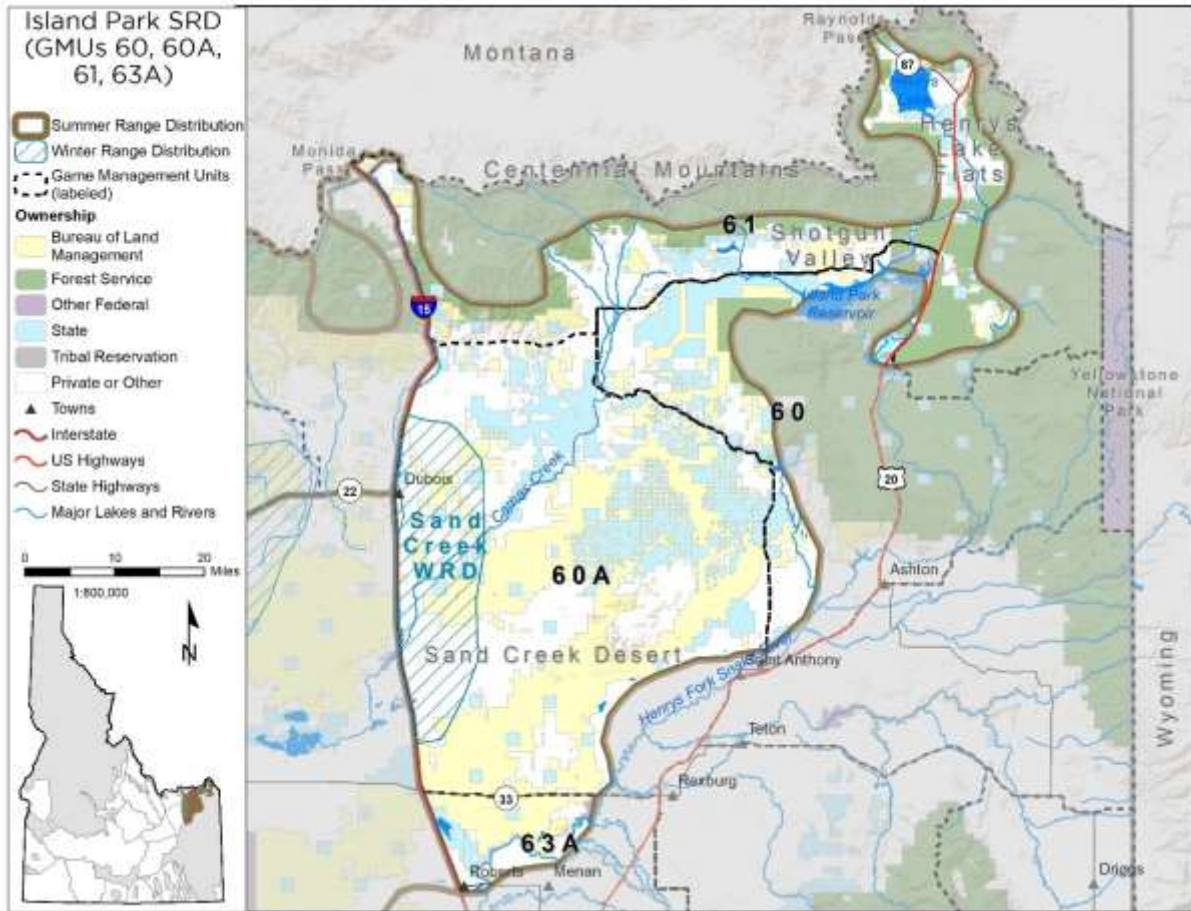 Island Park SRD
(GMUs 60, 60A,
61, 63A)
Summer Range Distribution
Winter Range Distribution
Game Management Units
(labeled)
Ownership
Bureau of Land
Management
Forest Service
Other Federal
State
Tribal Reservation
Private or Other
Towns
Interstate
US Highways
State Highways
Major Lakes and Rivers
0 10 20
Miles
1:800,000
N
Montana
Raynolds
Pass
87
Henrys
Lake
Flats
Monida
Pass
Centennial Mountains
61
Shotgun
Valley
Island Park
Reservoir
15
60
Yellowstone
National
Park
20
22
Dubois
Camas Creek
Sand
Creek
WRD
60A
Ashton
Sand Creek Desert
Saint Anthony
Henrys Fork Snake
Teton
Rexburg
33
63A
Roberts
Menan
Driggs
Wyoming